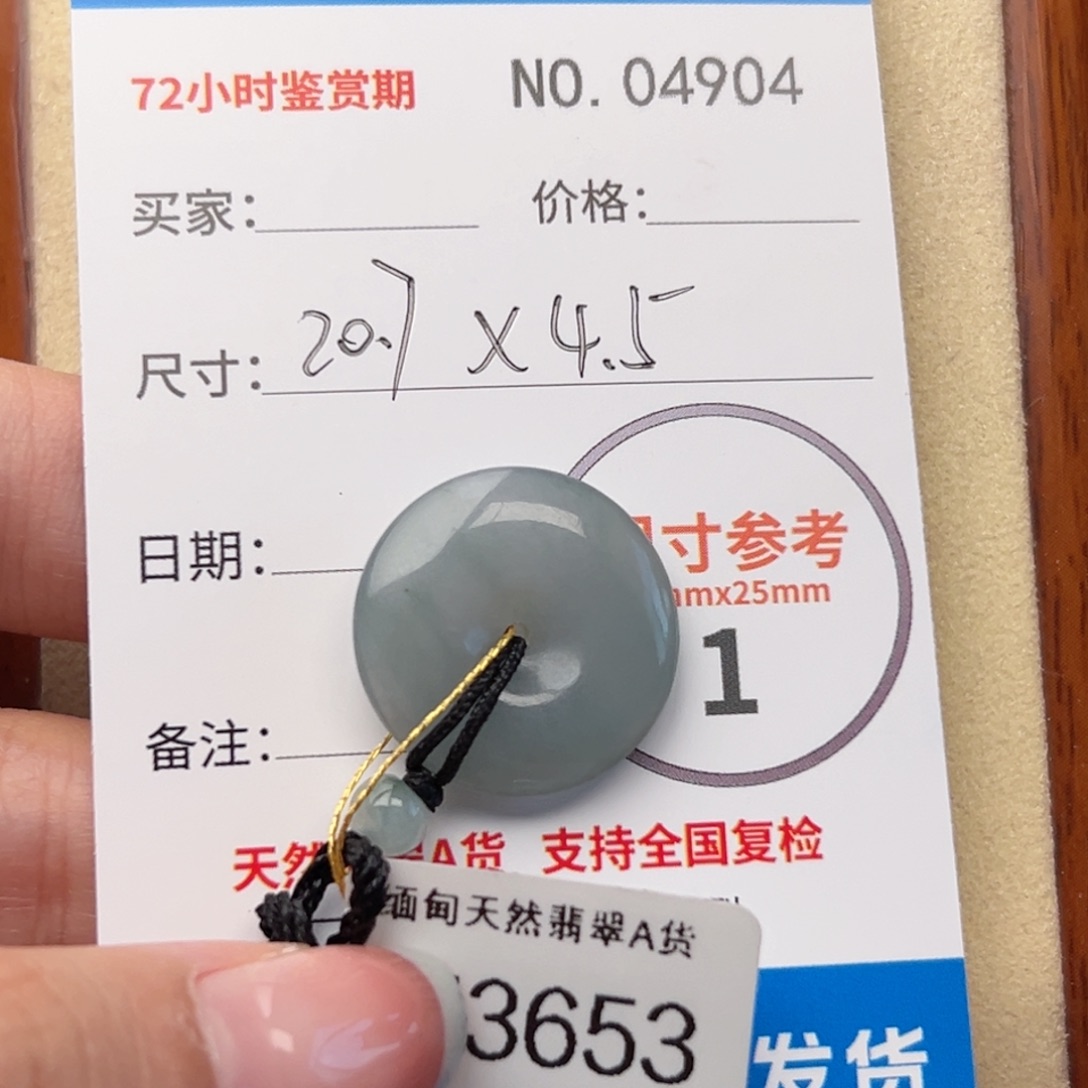 72小时鉴赏期 NO. 04904
买家: 价格:
尺寸: 20.7 X 4.5
寸参考
mx25mm
日期:
1
备注:
天然 A货 支持全国复检
缅甸天然翡翠A货
3653
发货